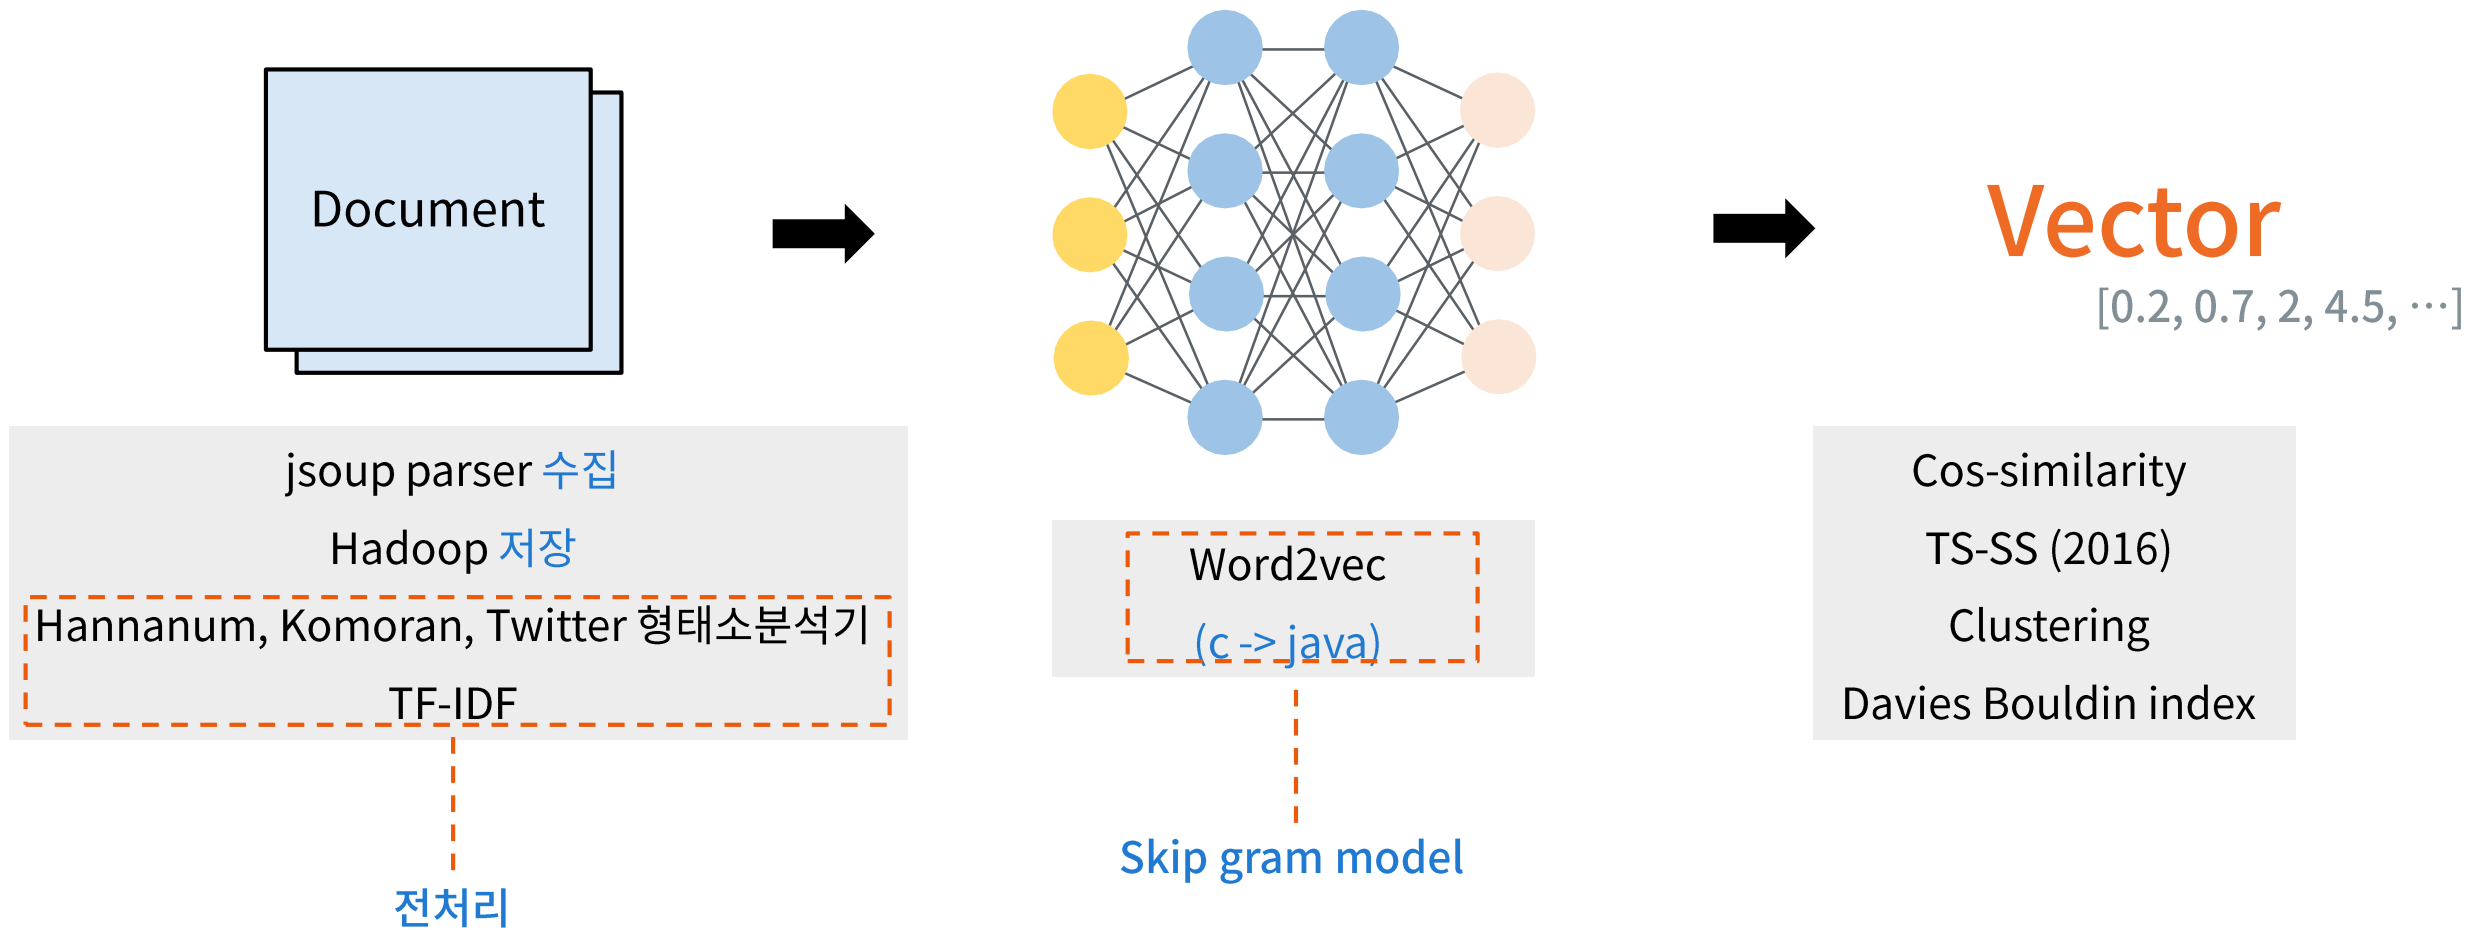 Document
jsoup parser 수집
Hadoop 저장
Hannanum, Komoran, Twitter 형태소분석기
TF-IDF
전처리
Word2vec
(c -> java)
Skip gram model
Vector
[0.2, 0.7, 2, 4.5, ⋯]
Cos-similarity
TS-SS (2016)
Clustering
Davies Bouldin index